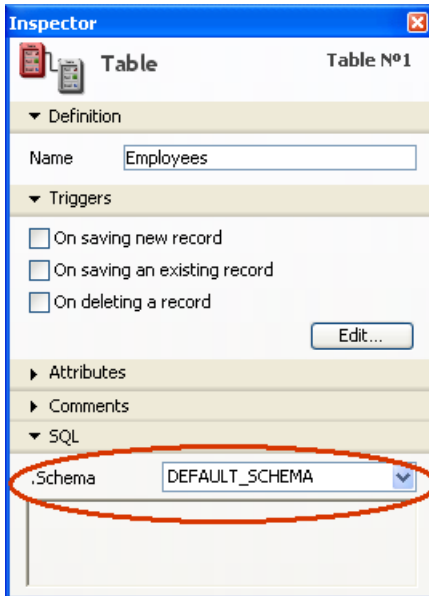 Inspector
Table Table Nº1
Definition
Name Employees
Triggers
On saving new record
On saving an existing record
On deleting a record
Edit...
Attributes
Comments
SQL
.Schema DEFAULT_SCHEMA